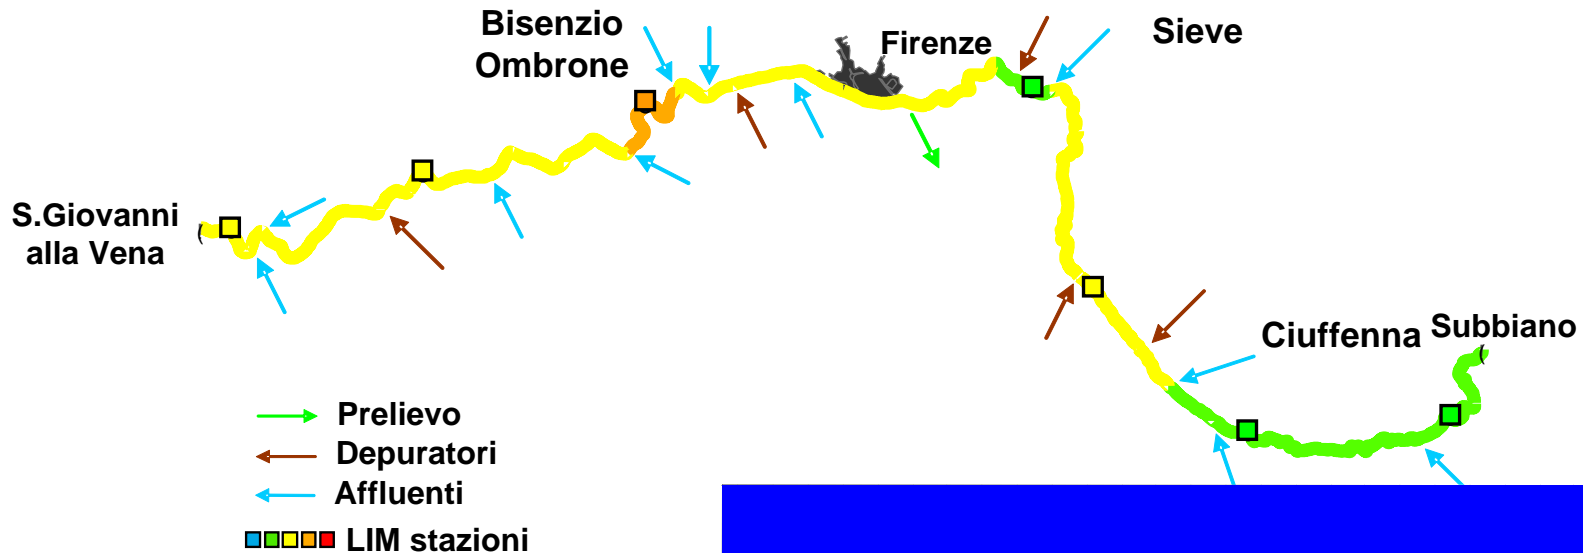 Bisenzio
Ombrone
Firenze
Sieve
S.Giovanni
alla Vena
Ciuffenna
Subbiano
Prelievo
Depuratori
Affluenti
LIM stazioni